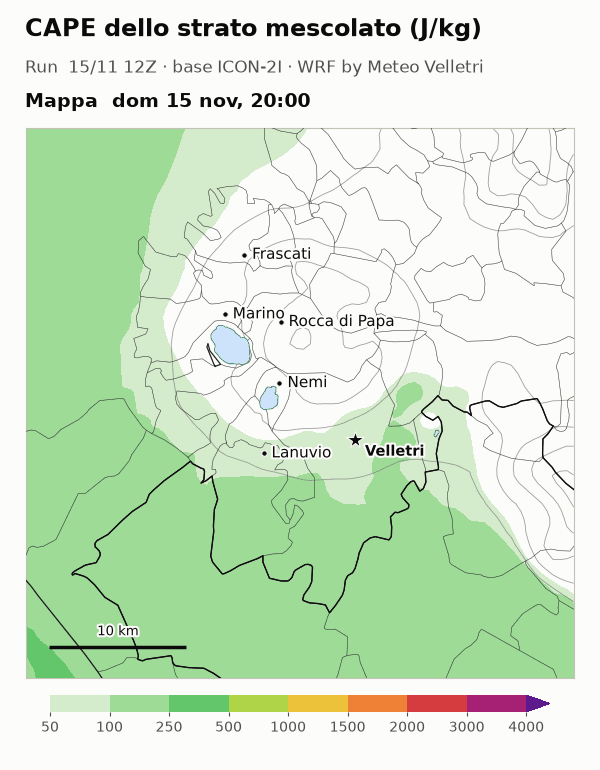 CAPE dello strato mescolato (J/kg)
Run  15/11 12Z · base ICON-2I · WRF by Meteo Velletri
Mappa  dom 15 nov, 20:00
Frascati
Marino
Rocca di Papa
Nemi
Velletri
Lanuvio
10 km
50 100 250 500 1000 1500 2000 3000 4000